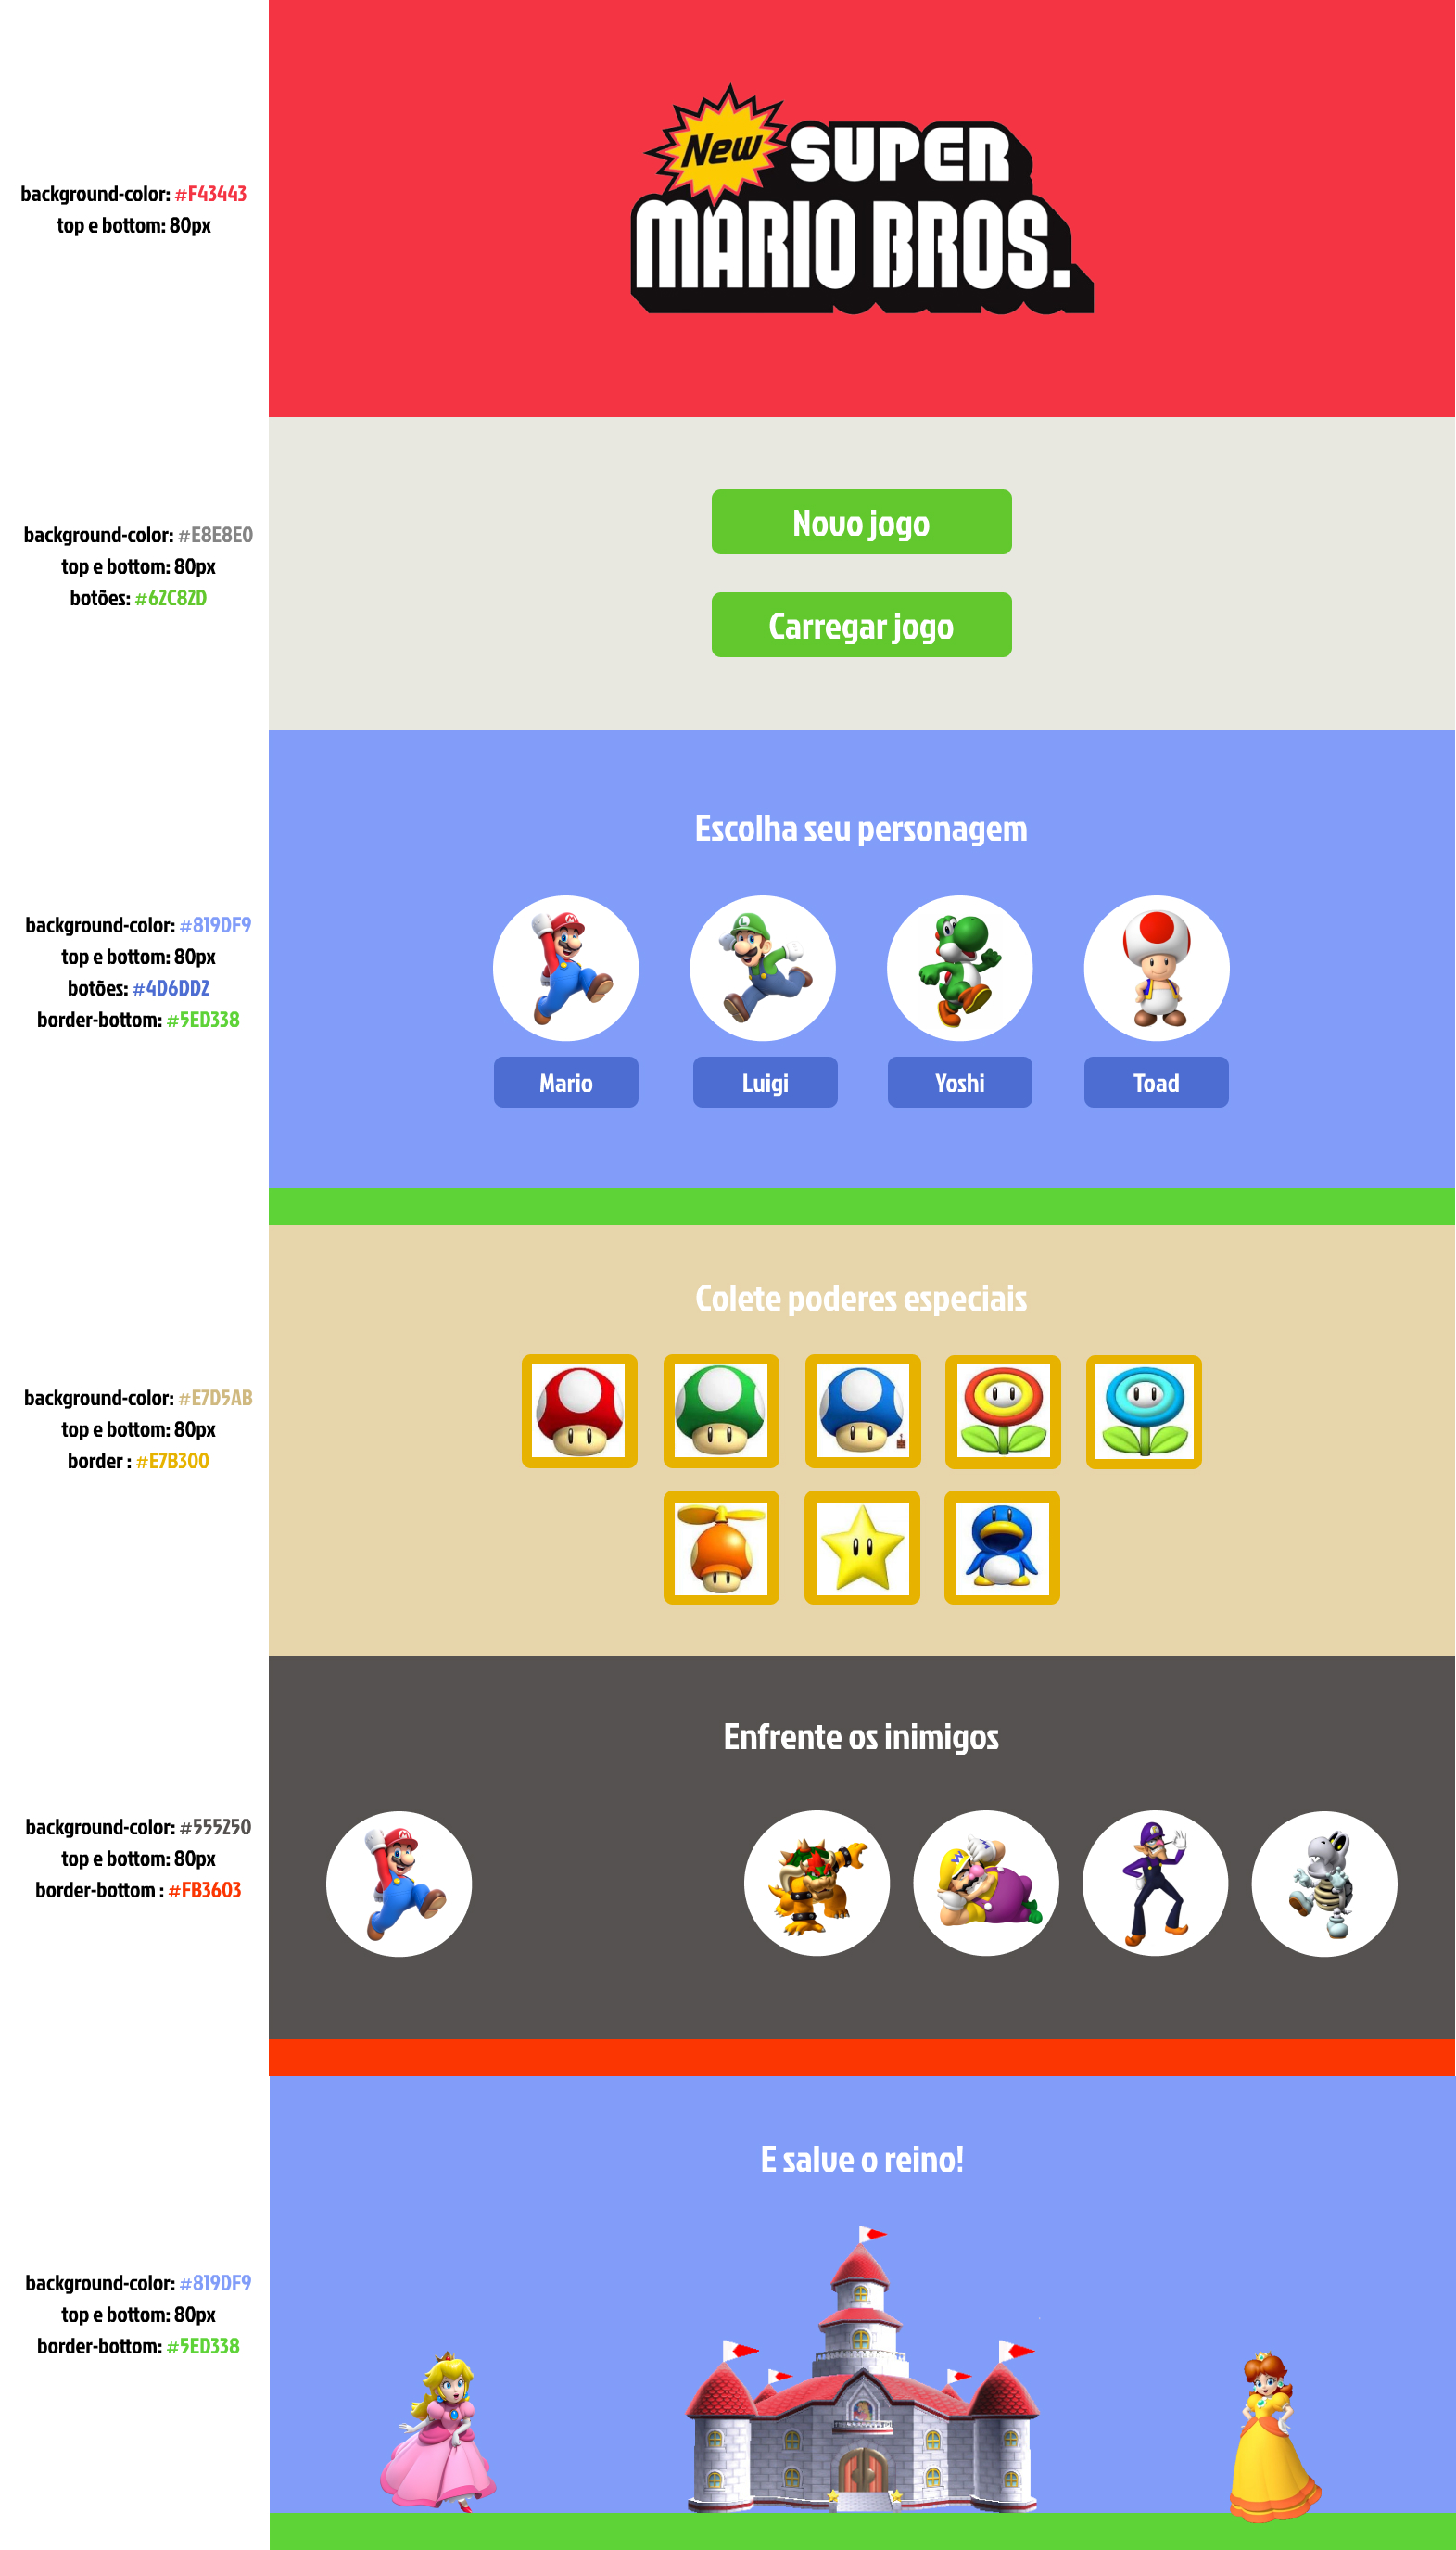 background-color: #F43443
top e bottom: 80px
New SUPER
MARIO BROS.
background-color: #E8E8E0
top e bottom: 80px
botões: #62C82D
Novo jogo
Carregar jogo
Escolha seu personagem
background-color: #819DF9
top e bottom: 80px
botões: #4D6DD2
border-bottom: #5ED338
L
Mario
Luigi
Yoshi
Toad
Colete poderes especiais
background-color: #E7D5AB
top e bottom: 80px
border : #E7B300
Enfrente os inimigos
background-color: #555250
top e bottom: 80px
border-bottom : #FB3603
W
E salve o reino!
background-color: #819DF9
top e bottom: 80px
border-bottom: #5ED338